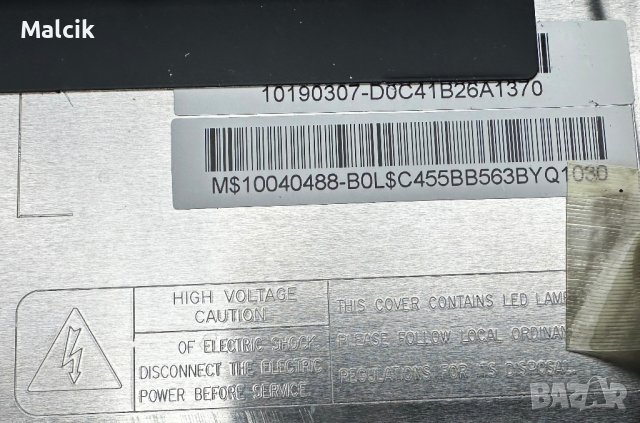 Malcik
10190307-D0C41B26A1370
M$10040488-B0L$C455BB563BYQ1030
HIGH VOLTAGE
CAUTION
OF ELECTRIC SHOCK
DISCONNECT THE ELECTRIC
POWER BEFORE SERVICE.
THIS COVER CONTAINS LED LAMP
PLEASE FOLLOW LOCAL ORDINAN
REGULATIONS FOR ITS DISPOSAL
BAZAR